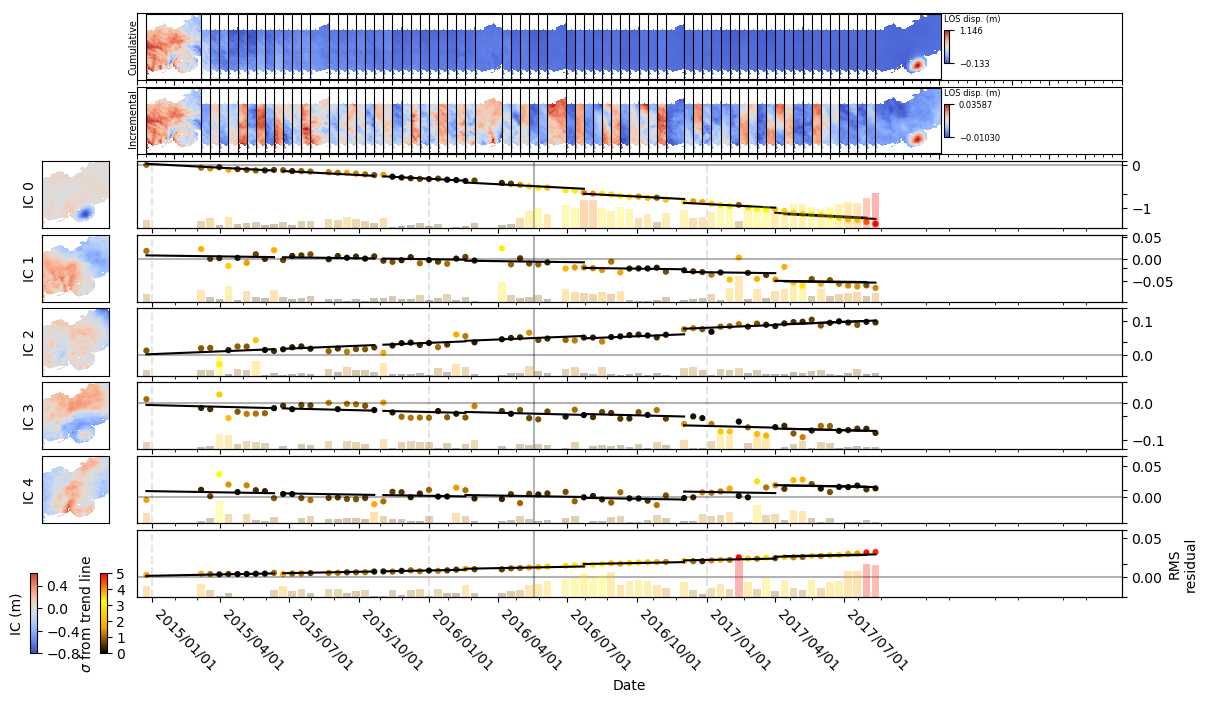 Cumulative
LOS disp. (m)
1.146
−0.133
Incremental
LOS disp. (m)
0.03587
−0.01030
IC 0
0
−1
IC 1
0.05
0.00
−0.05
IC 2
0.1
0.0
IC 3
0.0
−0.1
IC 4
0.05
0.00
0.05
0.00
RMS
residual
IC (m)
0.4
0.0
−0.4
−0.8
σ from trend line
5
4
3
2
1
0
2015/01/01
2015/04/01
2015/07/01
2015/10/01
2016/01/01
2016/04/01
2016/07/01
2016/10/01
2017/01/01
2017/04/01
2017/07/01
Date